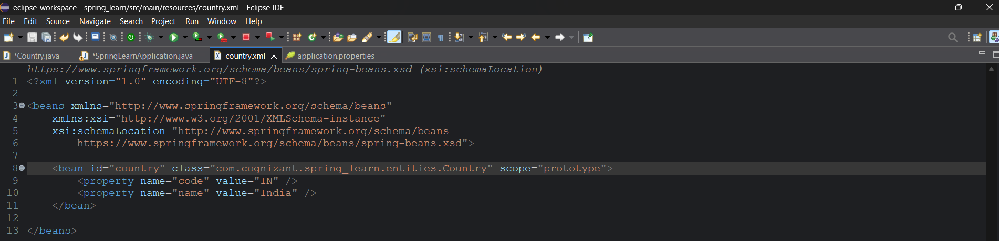 eclipse-workspace - spring_learn/src/main/resources/country.xml - Eclipse IDE
File Edit Source Navigate Search Project Run Window Help
*Country.java *SpringLearnApplication.java country.xml application.properties
https://www.springframework.org/schema/beans/spring-beans.xsd (xsi:schemaLocation)
1 <?xml version="1.0" encoding="UTF-8"?>
2
3 <beans xmlns="http://www.springframework.org/schema/beans"
4 xmlns:xsi="http://www.w3.org/2001/XMLSchema-instance"
5 xsi:schemaLocation="http://www.springframework.org/schema/beans
6 https://www.springframework.org/schema/beans/spring-beans.xsd">
7
8 <bean id="country" class="com.cognizant.spring_learn.entities.Country" scope="prototype">
9 <property name="code" value="IN" />
10 <property name="name" value="India" />
11 </bean>
12
13 </beans>